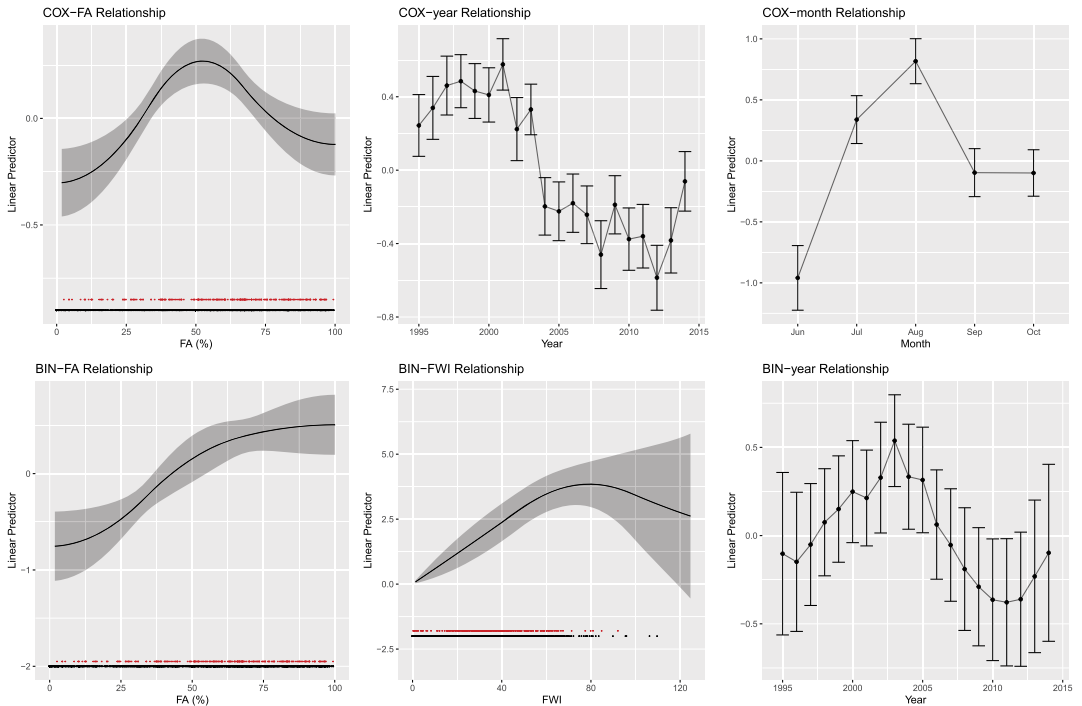 COX−FA Relationship
Linear Predictor
0.0
−0.5
0
25
50
75
100
FA (%)
COX−year Relationship
Linear Predictor
0.4
0.0
−0.4
−0.8
1995
2000
2005
2010
2015
Year
COX−month Relationship
Linear Predictor
1.0
0.5
0.0
−0.5
−1.0
Jun
Jul
Aug
Sep
Oct
Month
BIN−FA Relationship
Linear Predictor
0
−1
−2
0
25
50
75
100
FA (%)
BIN−FWI Relationship
Linear Predictor
7.5
5.0
2.5
0.0
−2.5
0
40
80
120
FWI
BIN−year Relationship
Linear Predictor
0.5
0.0
−0.5
1995
2000
2005
2010
2015
Year